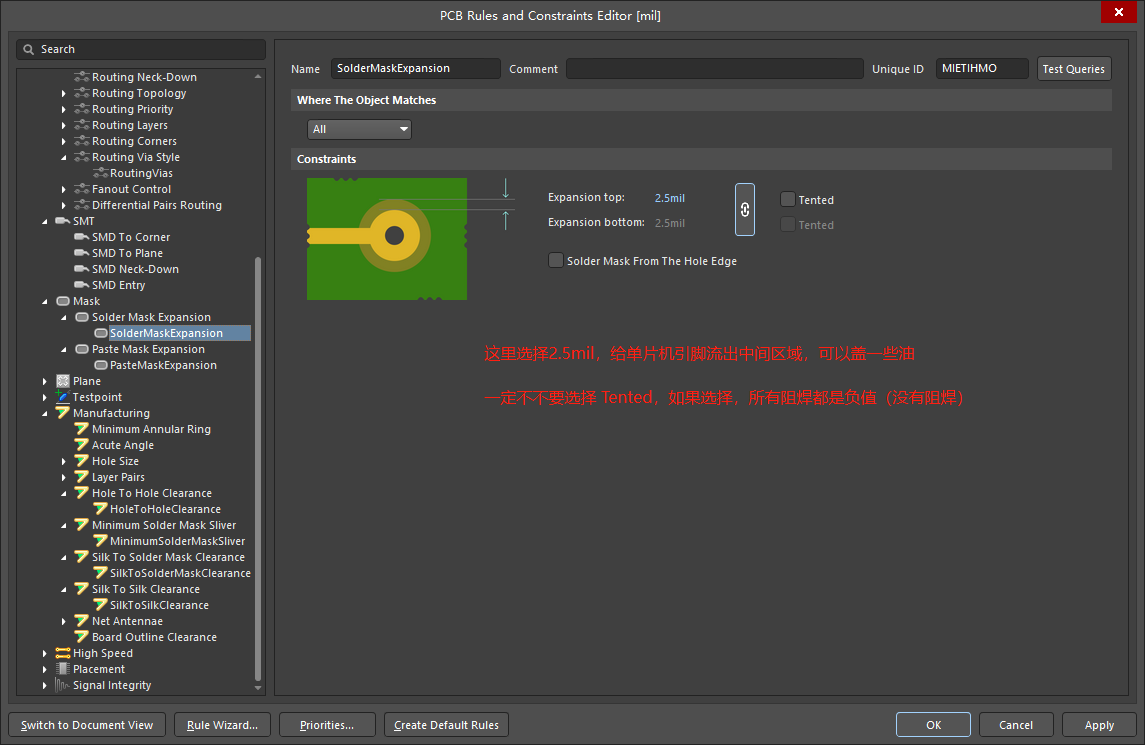 PCB Rules and Constraints Editor [mil]
Search
Routing Neck-Down
Routing Topology
Routing Priority
Routing Layers
Routing Corners
Routing Via Style
RoutingVias
Fanout Control
Differential Pairs Routing
SMT
SMD To Corner
SMD To Plane
SMD Neck-Down
SMD Entry
Mask
Solder Mask Expansion
SolderMaskExpansion
Paste Mask Expansion
PasteMaskExpansion
Plane
Testpoint
Manufacturing
Minimum Annular Ring
Acute Angle
Hole Size
Layer Pairs
Hole To Hole Clearance
HoleToHoleClearance
Minimum Solder Mask Sliver
MinimumSolderMaskSliver
Silk To Solder Mask Clearance
SilkToSolderMaskClearance
Silk To Silk Clearance
SilkToSilkClearance
Net Antennae
Board Outline Clearance
High Speed
Placement
Signal Integrity
Name SolderMaskExpansion Comment Unique ID MIETIHMO Test Queries
Where The Object Matches
All
Constraints
Expansion top: 2.5mil Tented
Expansion bottom: 2.5mil Tented
Solder Mask From The Hole Edge
这里选择2.5mil，给单片机引脚流出中间区域，可以盖一些油
一定不不要选择 Tented，如果选择，所有阻焊都是负值（没有阻焊）
Switch to Document View Rule Wizard... Priorities... Create Default Rules OK Cancel Apply